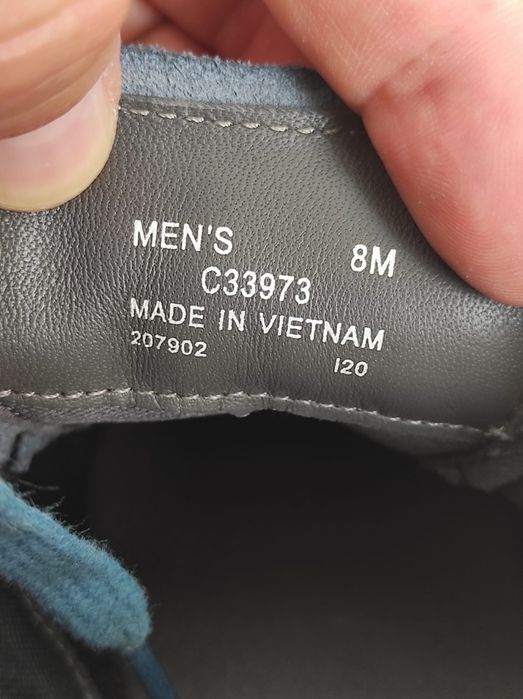 MEN'S 8M
C33973
MADE IN VIETNAM
207902 I20